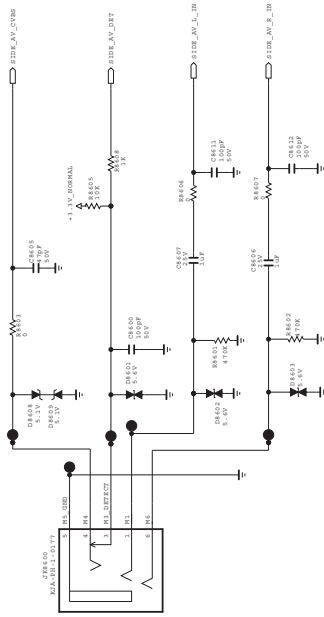 SIDE_AV_CVBS
R8603
0
C8605
47pF
50V
D8608
5.1V
D8609
5.1V
JK8600
KJA-PH-1-0177
5
M5_GND
4
M4
3
M3_DETECT
1
M1
6
M6
+3.3V_NORMAL
R8605
10K
R8608
1K
SIDE_AV_DET
D8601
5.6V
C8600
100pF
50V
D8602
5.6V
R8601
470K
C8607
25V
1uF
R8606
0
C8611
100pF
50V
SIDE_AV_L_IN
D8603
5.6V
R8602
470K
C8606
25V
1uF
R8607
0
C8612
100pF
50V
SIDE_AV_R_IN